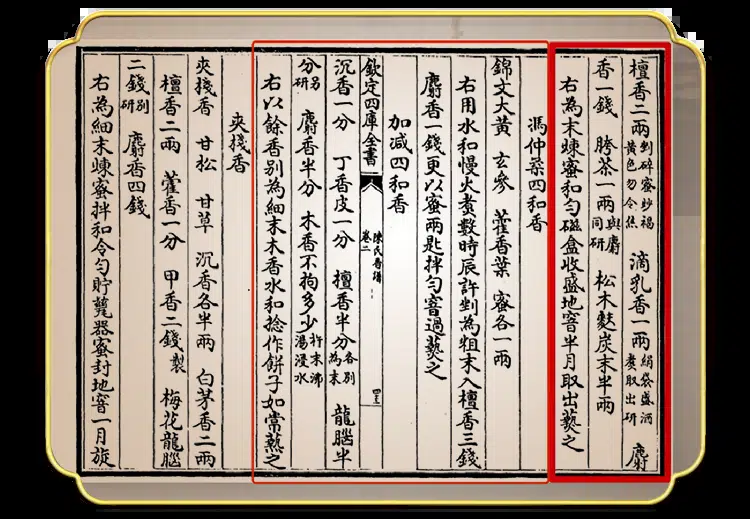 檀香二兩剉碎蜜炒褐黃色勿令焦 滴乳香一兩絹袋盛酒煑取出研 麝
香一錢 腊茶一兩與麝同研 松木麩炭末半兩
右為末煉蜜和勻磁盒收盛地窨半月取出爇之
馮仲柔四和香
錦文大黃 玄參 藿香葉 蜜各一兩
右用水和慢火煑數時辰許剉為粗末入檀香三錢
麝香一錢更以蜜兩匙拌勻窨過爇之
加減四和香
欽定四庫全書
陳氏香譜
卷二
沉香一分 丁香皮一分 檀香半分各別為末 龍腦半
分另研 麝香半分 木香不拘多少杵末沸湯浸水
右以餘香別為細末木香水和捻作餅子如常熱之
夾棧香
夾棧香 甘松 甘草 沉香各半兩 白茅香二兩
檀香二兩 藿香一分 甲香二錢製 梅花龍腦
二錢別研 麝香四錢
右為細末煉蜜拌和令勻貯甆器蜜封地窨一月旋